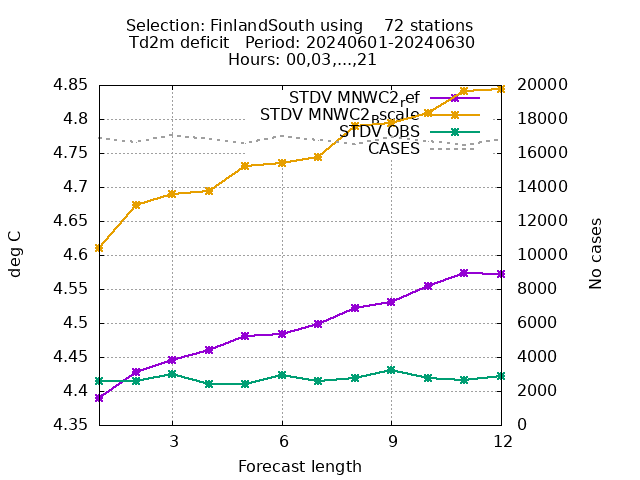 Selection: FinlandSouth using    72 stations
Td2m deficit   Period: 20240601-20240630
Hours: 00,03,...,21
STDV MNWC2_ref
STDV MNWC2_Bscale
STDV OBS
CASES
deg C
No cases
4.85
4.8
4.75
4.7
4.65
4.6
4.55
4.5
4.45
4.4
4.35
20000
18000
16000
14000
12000
10000
8000
6000
4000
2000
0
3 6 9 12
Forecast length